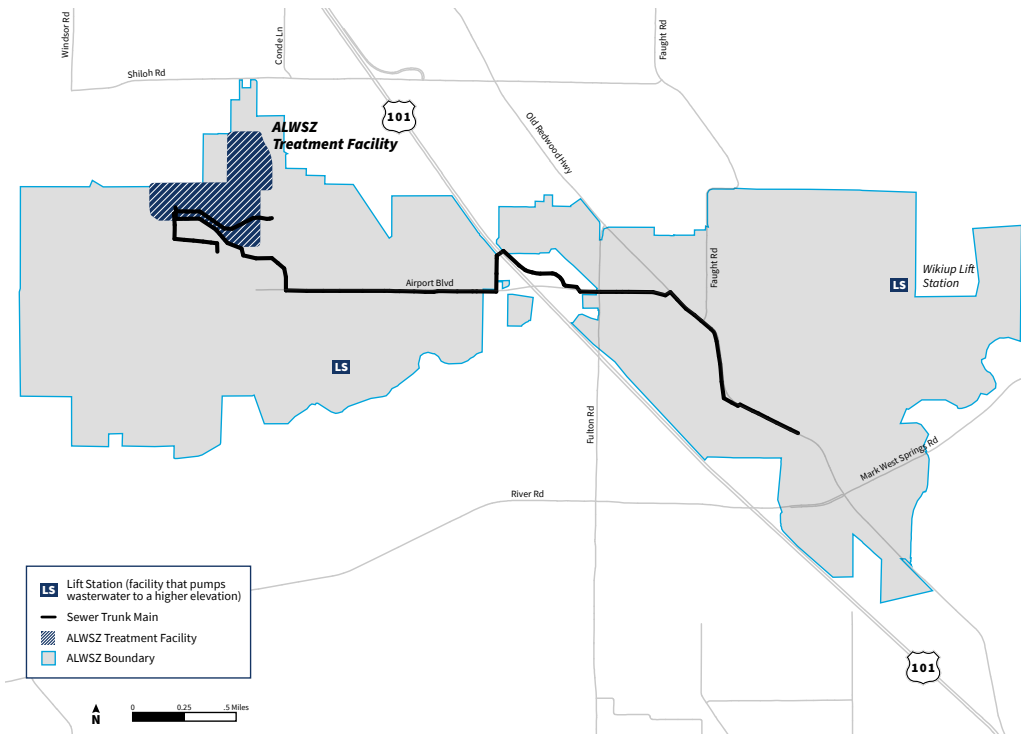 Windsor Rd
Conde Ln
Faught Rd
Shiloh Rd
101
Old Redwood Hwy
ALWSZ
Treatment Facility
Faught Rd
Wikiup Lift
Station
LS
Airport Blvd
LS
Fulton Rd
Mark West Springs Rd
River Rd
LS
Lift Station (facility that pumps
wasterwater to a higher elevation)
Sewer Trunk Main
ALWSZ Treatment Facility
ALWSZ Boundary
101
N
0 0.25 .5 Miles